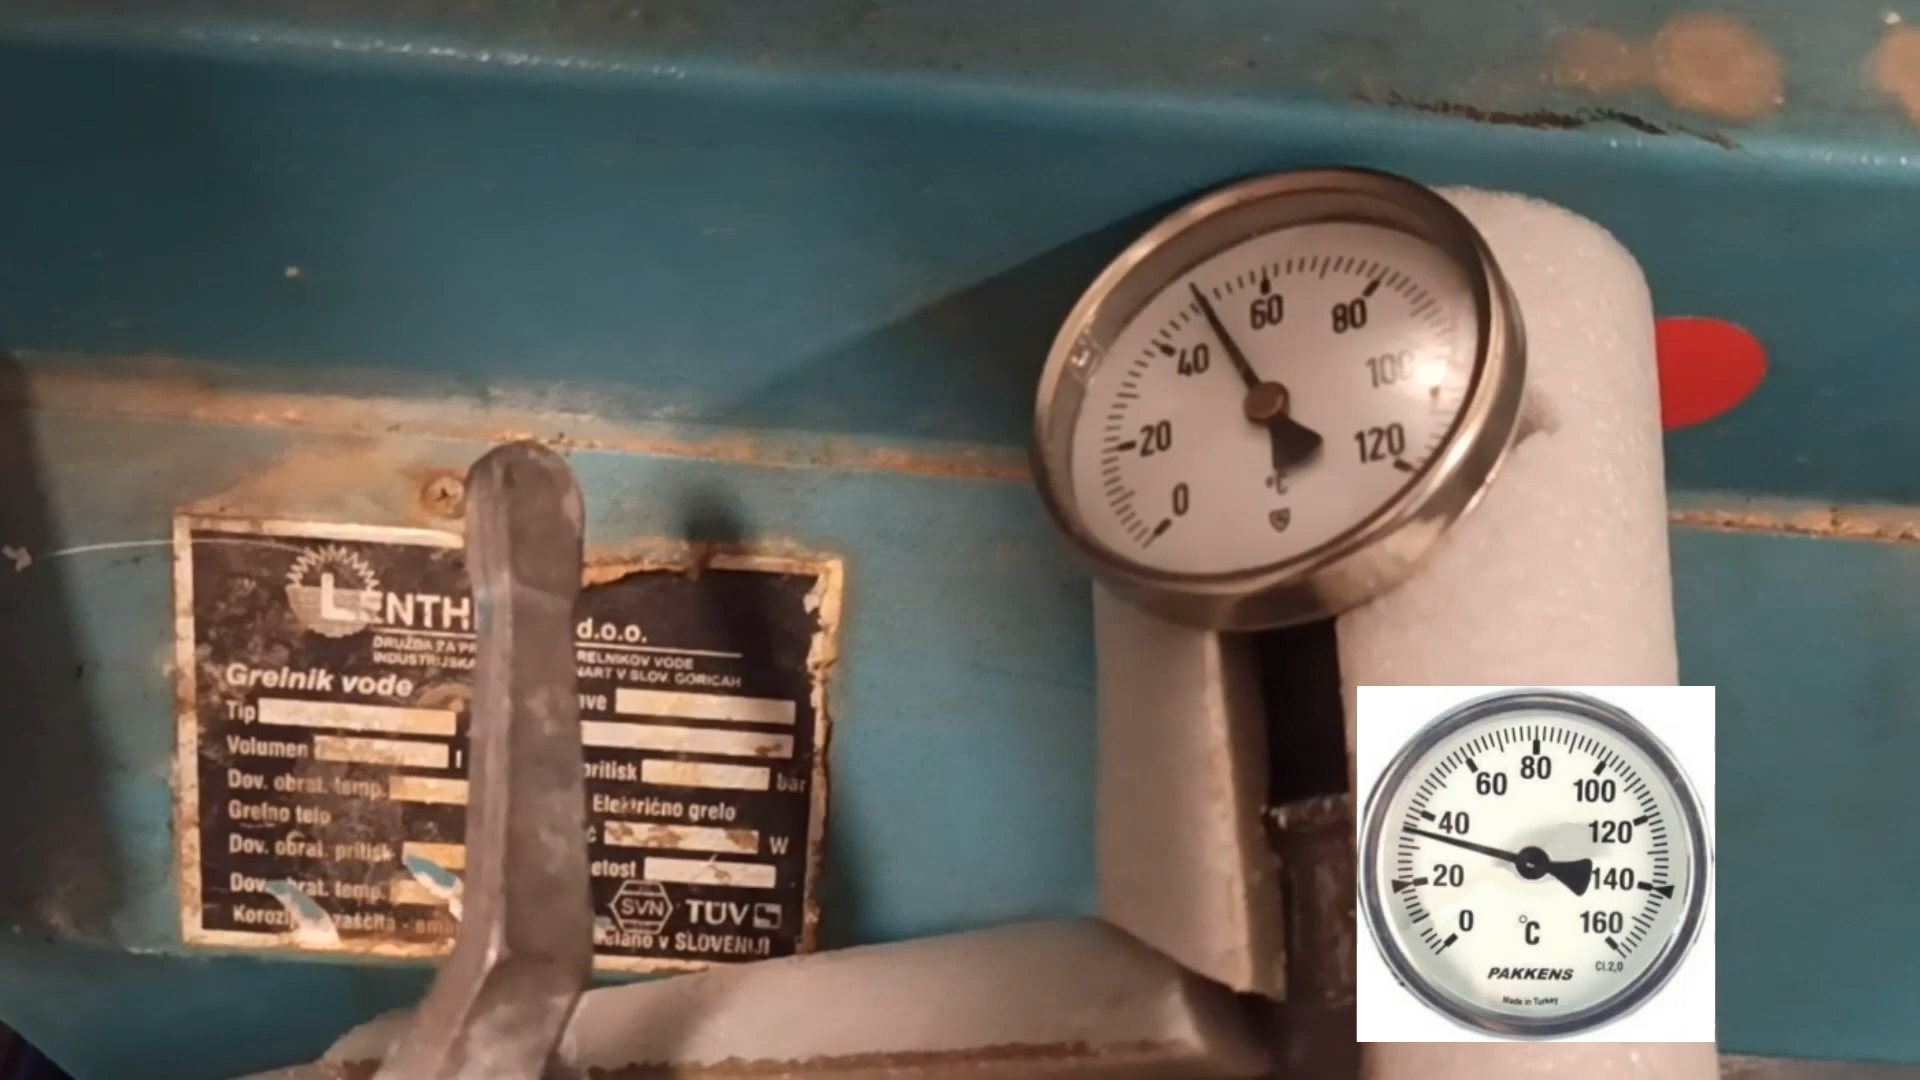 0
20
40
60
80
100
120
°C
LENTH
d.o.o.
DRUŽBA ZA PR RELNIKOV VODE
INDUSTRIJSKA NART V SLOV. GORICAH
Grelnik vode
Tip
Volumen l
pritisk bar
Dov. obrat. temp.
Električno grelo
Grelno telo
W
Dov. obrat. pritisk
etost
Dov. brat. temp.
SVN TÜV
Korozij zaščita - ema
delano v SLOVENIJI
0
20
40
60
80
100
120
140
160
°C
Cl.2,0
PAKKENS
Made in Turkey